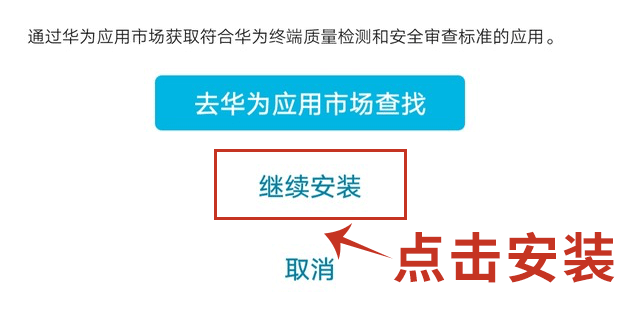 通过华为应用市场获取符合华为终端质量检测和安全审查标准的应用。
去华为应用市场查找
继续安装
取消
点击安装